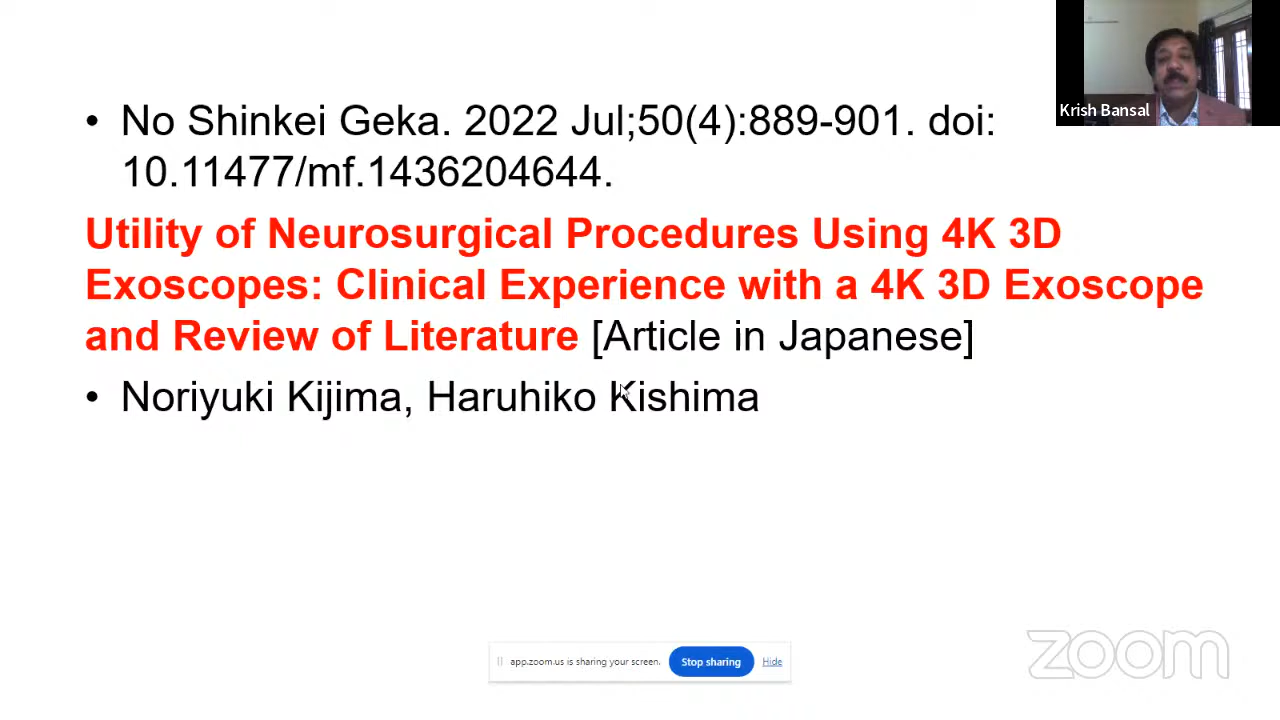 • No Shinkei Geka. 2022 Jul;50(4):889-901. doi:
10.11477/mf.1436204644.
Utility of Neurosurgical Procedures Using 4K 3D
Exoscopes: Clinical Experience with a 4K 3D Exoscope
and Review of Literature [Article in Japanese]
• Noriyuki Kijima, Haruhiko Kishima
Krish Bansal
app.zoom.us is sharing your screen.
Stop sharing
Hide
zoom